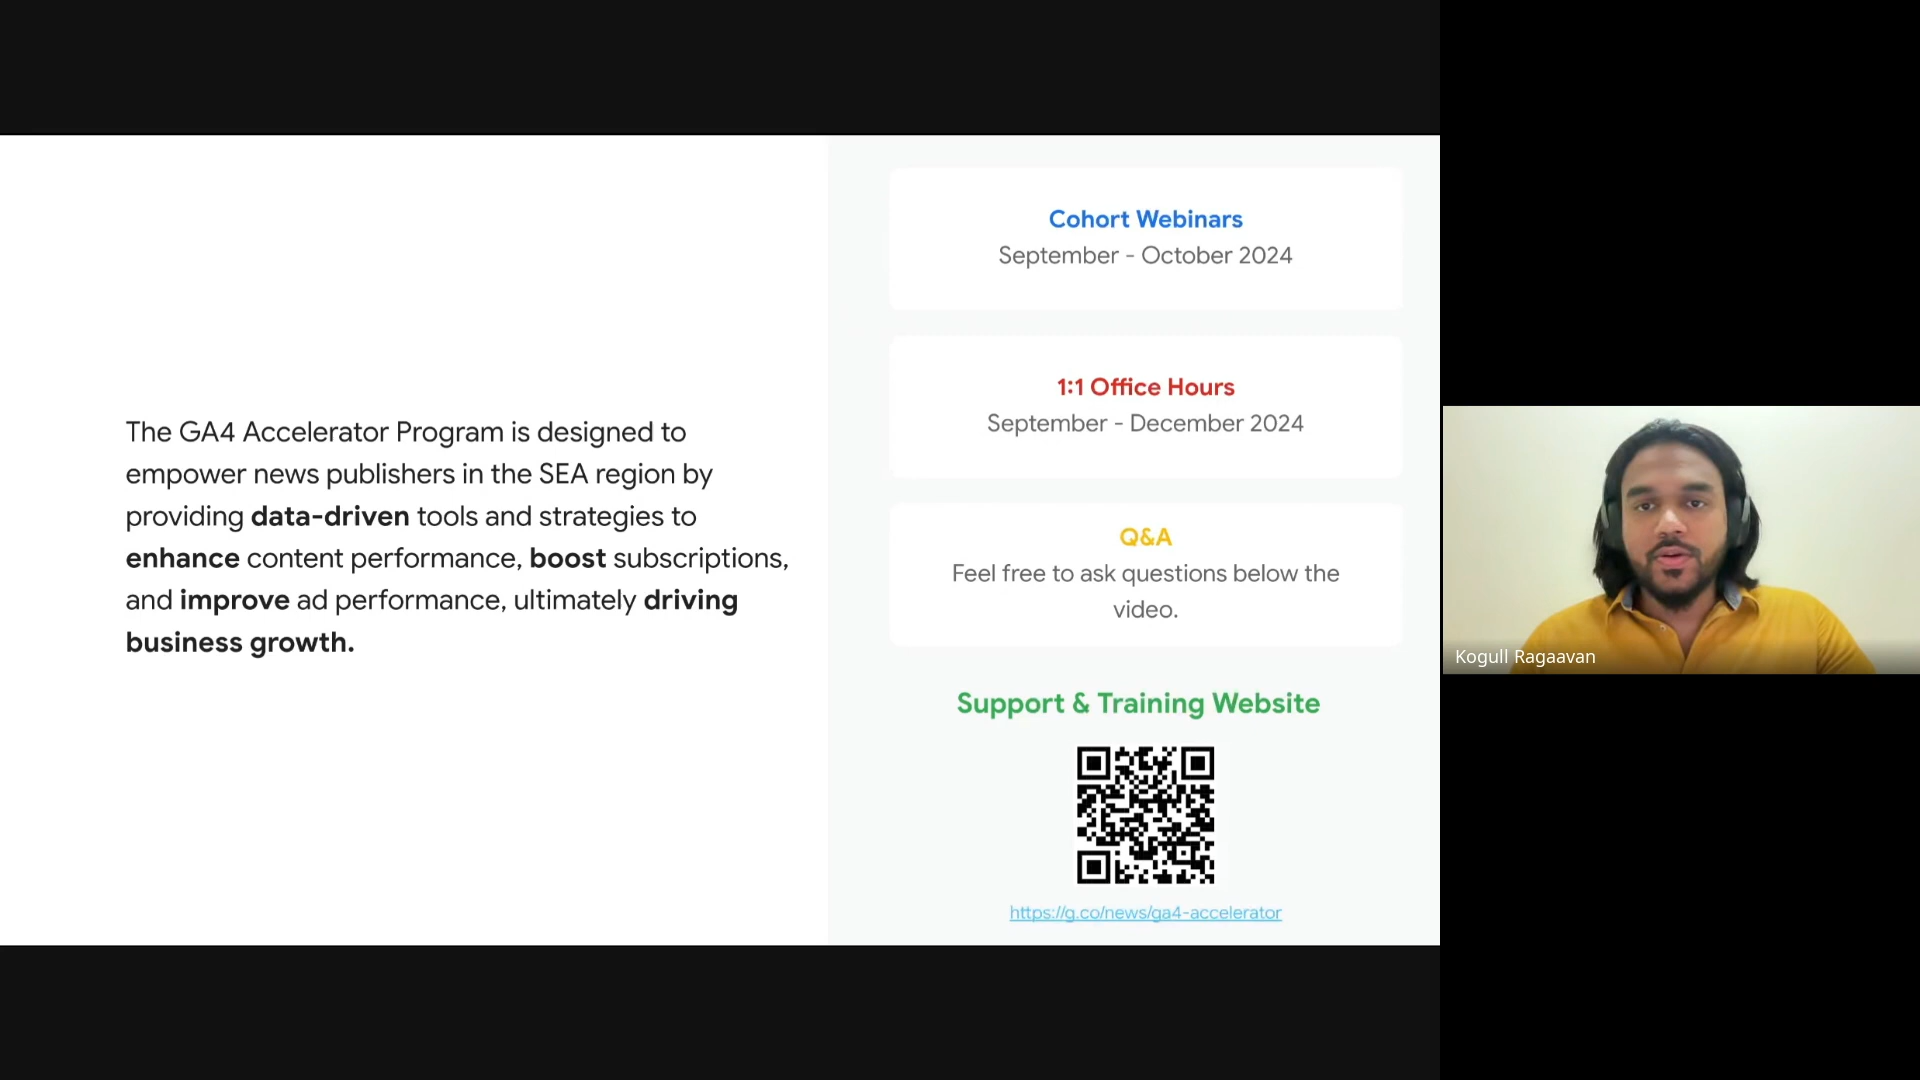 The GA4 Accelerator Program is designed to
empower news publishers in the SEA region by
providing data-driven tools and strategies to
enhance content performance, boost subscriptions,
and improve ad performance, ultimately driving
business growth.
Cohort Webinars
September - October 2024
1:1 Office Hours
September - December 2024
Q&A
Feel free to ask questions below the
video.
Support & Training Website
https://g.co/news/ga4-accelerator
Kogull Ragaavan